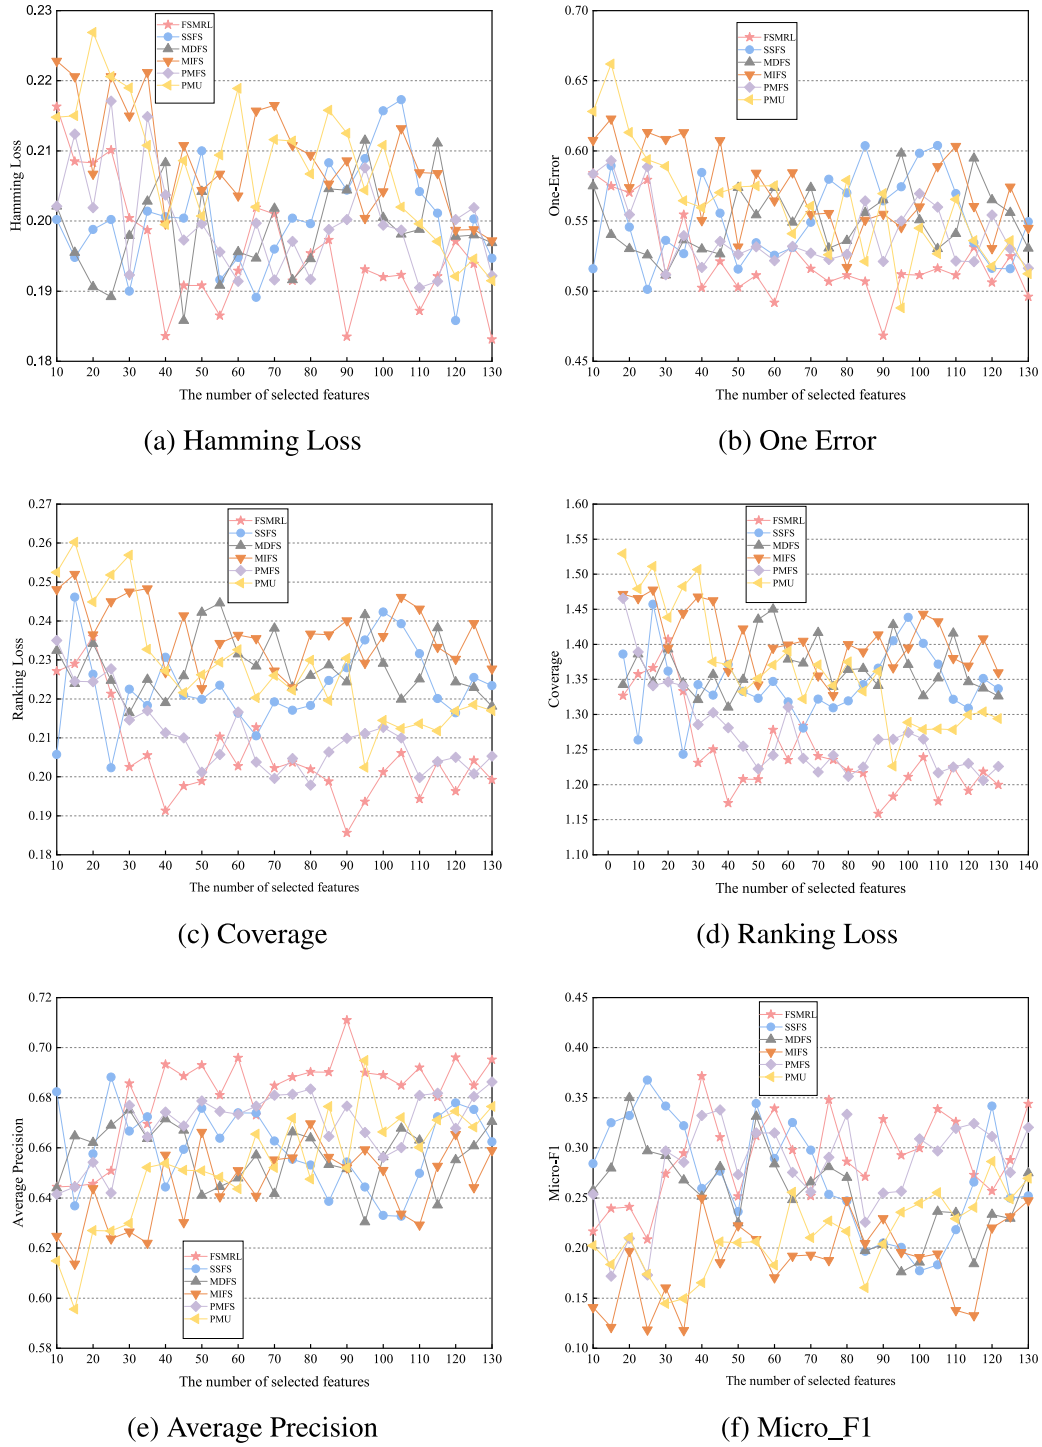 0.23
0.22
0.21
0.20
0.19
0.18
Hamming Loss
FSMRL
SSFS
MDFS
MIFS
PMFS
PMU
10 20 30 40 50 60 70 80 90 100 110 120 130
The number of selected features
(a) Hamming Loss
0.70
0.65
0.60
0.55
0.50
0.45
One-Error
FSMRL
SSFS
MDFS
MIFS
PMFS
PMU
10 20 30 40 50 60 70 80 90 100 110 120 130
The number of selected features
(b) One Error
0.27
0.26
0.25
0.24
0.23
0.22
0.21
0.20
0.19
0.18
Ranking Loss
FSMRL
SSFS
MDFS
MIFS
PMFS
PMU
10 20 30 40 50 60 70 80 90 100 110 120 130
The number of selected features
(c) Coverage
1.60
1.55
1.50
1.45
1.40
1.35
1.30
1.25
1.20
1.15
1.10
Coverage
FSMRL
SSFS
MDFS
MIFS
PMFS
PMU
0 10 20 30 40 50 60 70 80 90 100 110 120 130 140
The number of selected features
(d) Ranking Loss
0.72
0.70
0.68
0.66
0.64
0.62
0.60
0.58
Average Precision
FSMRL
SSFS
MDFS
MIFS
PMFS
PMU
10 20 30 40 50 60 70 80 90 100 110 120 130
The number of selected features
(e) Average Precision
0.45
0.40
0.35
0.30
0.25
0.20
0.15
0.10
Micro-F1
FSMRL
SSFS
MDFS
MIFS
PMFS
PMU
10 20 30 40 50 60 70 80 90 100 110 120 130
The number of selected features
(f) Micro_F1